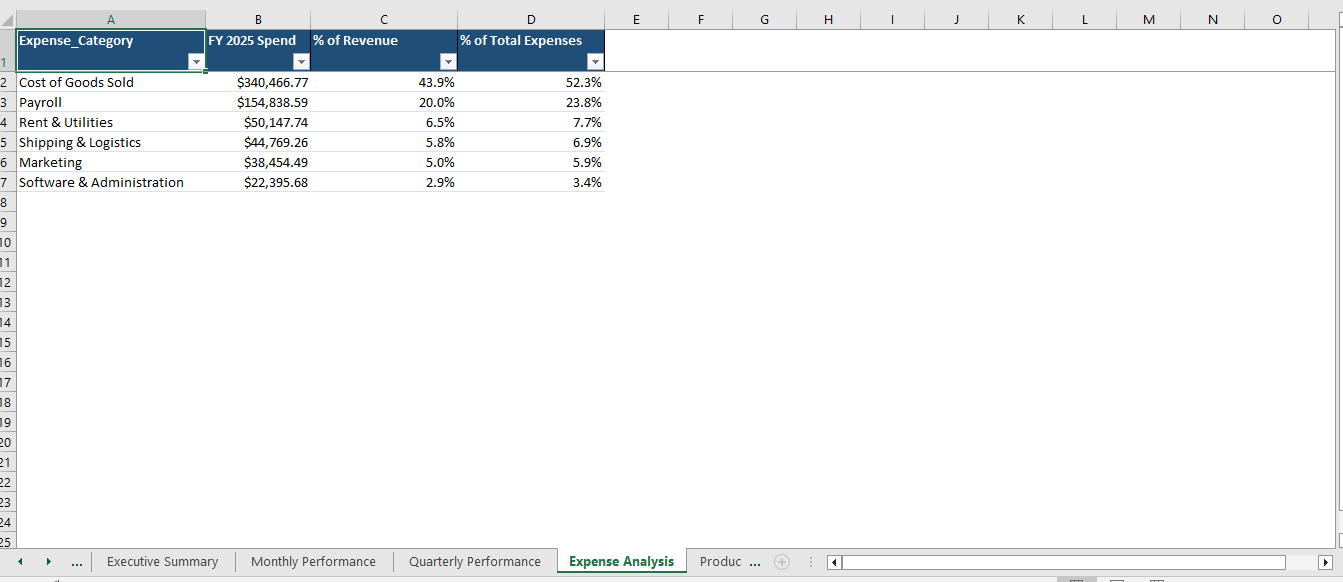 A B C D E F G H I J K L M N O
1 Expense_Category FY 2025 Spend % of Revenue % of Total Expenses
2 Cost of Goods Sold $340,466.77 43.9% 52.3%
3 Payroll $154,838.59 20.0% 23.8%
4 Rent & Utilities $50,147.74 6.5% 7.7%
5 Shipping & Logistics $44,769.26 5.8% 6.9%
6 Marketing $38,454.49 5.0% 5.9%
7 Software & Administration $22,395.68 2.9% 3.4%
8
9
10
11
12
13
14
15
16
17
18
19
20
21
22
23
24
25
... Executive Summary Monthly Performance Quarterly Performance Expense Analysis Produc ...